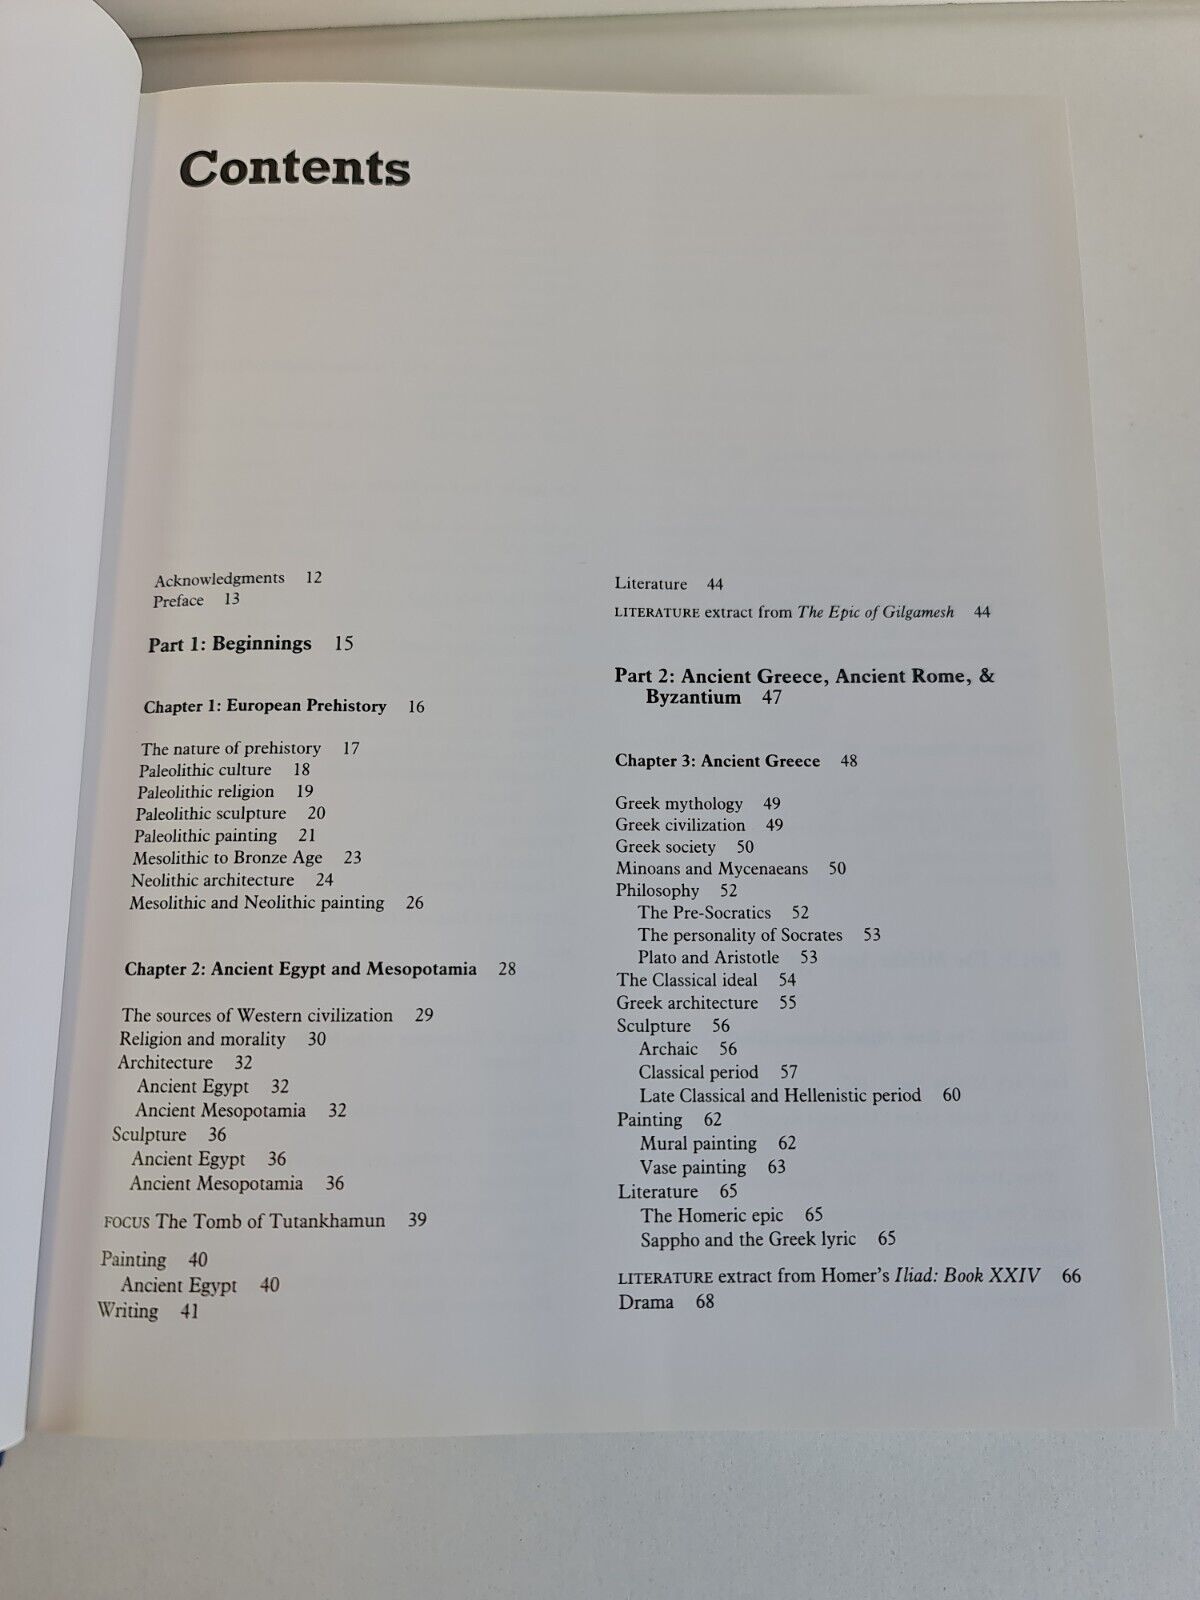 Contents
Acknowledgments 12
Preface 13
Part 1: Beginnings 15
Chapter 1: European Prehistory 16
The nature of prehistory 17
Paleolithic culture 18
Paleolithic religion 19
Paleolithic sculpture 20
Paleolithic painting 21
Mesolithic to Bronze Age 23
Neolithic architecture 24
Mesolithic and Neolithic painting 26
Chapter 2: Ancient Egypt and Mesopotamia 28
The sources of Western civilization 29
Religion and morality 30
Architecture 32
Ancient Egypt 32
Ancient Mesopotamia 32
Sculpture 36
Ancient Egypt 36
Ancient Mesopotamia 36
FOCUS The Tomb of Tutankhamun 39
Painting 40
Ancient Egypt 40
Writing 41
Literature 44
LITERATURE extract from The Epic of Gilgamesh 44
Part 2: Ancient Greece, Ancient Rome, &
Byzantium 47
Chapter 3: Ancient Greece 48
Greek mythology 49
Greek civilization 49
Greek society 50
Minoans and Mycenaeans 50
Philosophy 52
The Pre-Socratics 52
The personality of Socrates 53
Plato and Aristotle 53
The Classical ideal 54
Greek architecture 55
Sculpture 56
Archaic 56
Classical period 57
Late Classical and Hellenistic period 60
Painting 62
Mural painting 62
Vase painting 63
Literature 65
The Homeric epic 65
Sappho and the Greek lyric 65
LITERATURE extract from Homer's Iliad: Book XXIV 66
Drama 68